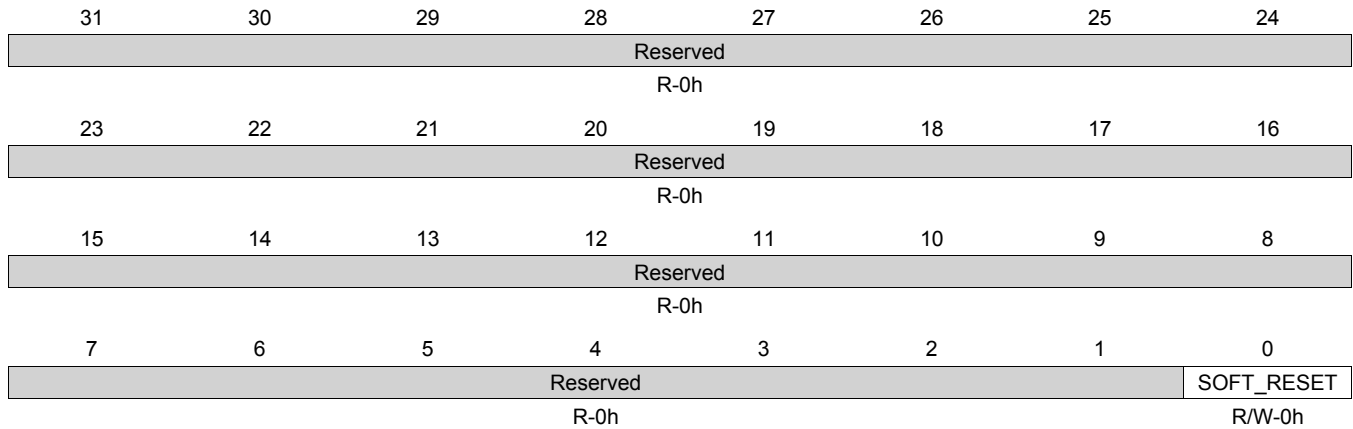 31 30 29 28 27 26 25 24
Reserved
R-0h
23 22 21 20 19 18 17 16
Reserved
R-0h
15 14 13 12 11 10 9 8
Reserved
R-0h
7 6 5 4 3 2 1 0
Reserved SOFT_RESET
R-0h R/W-0h